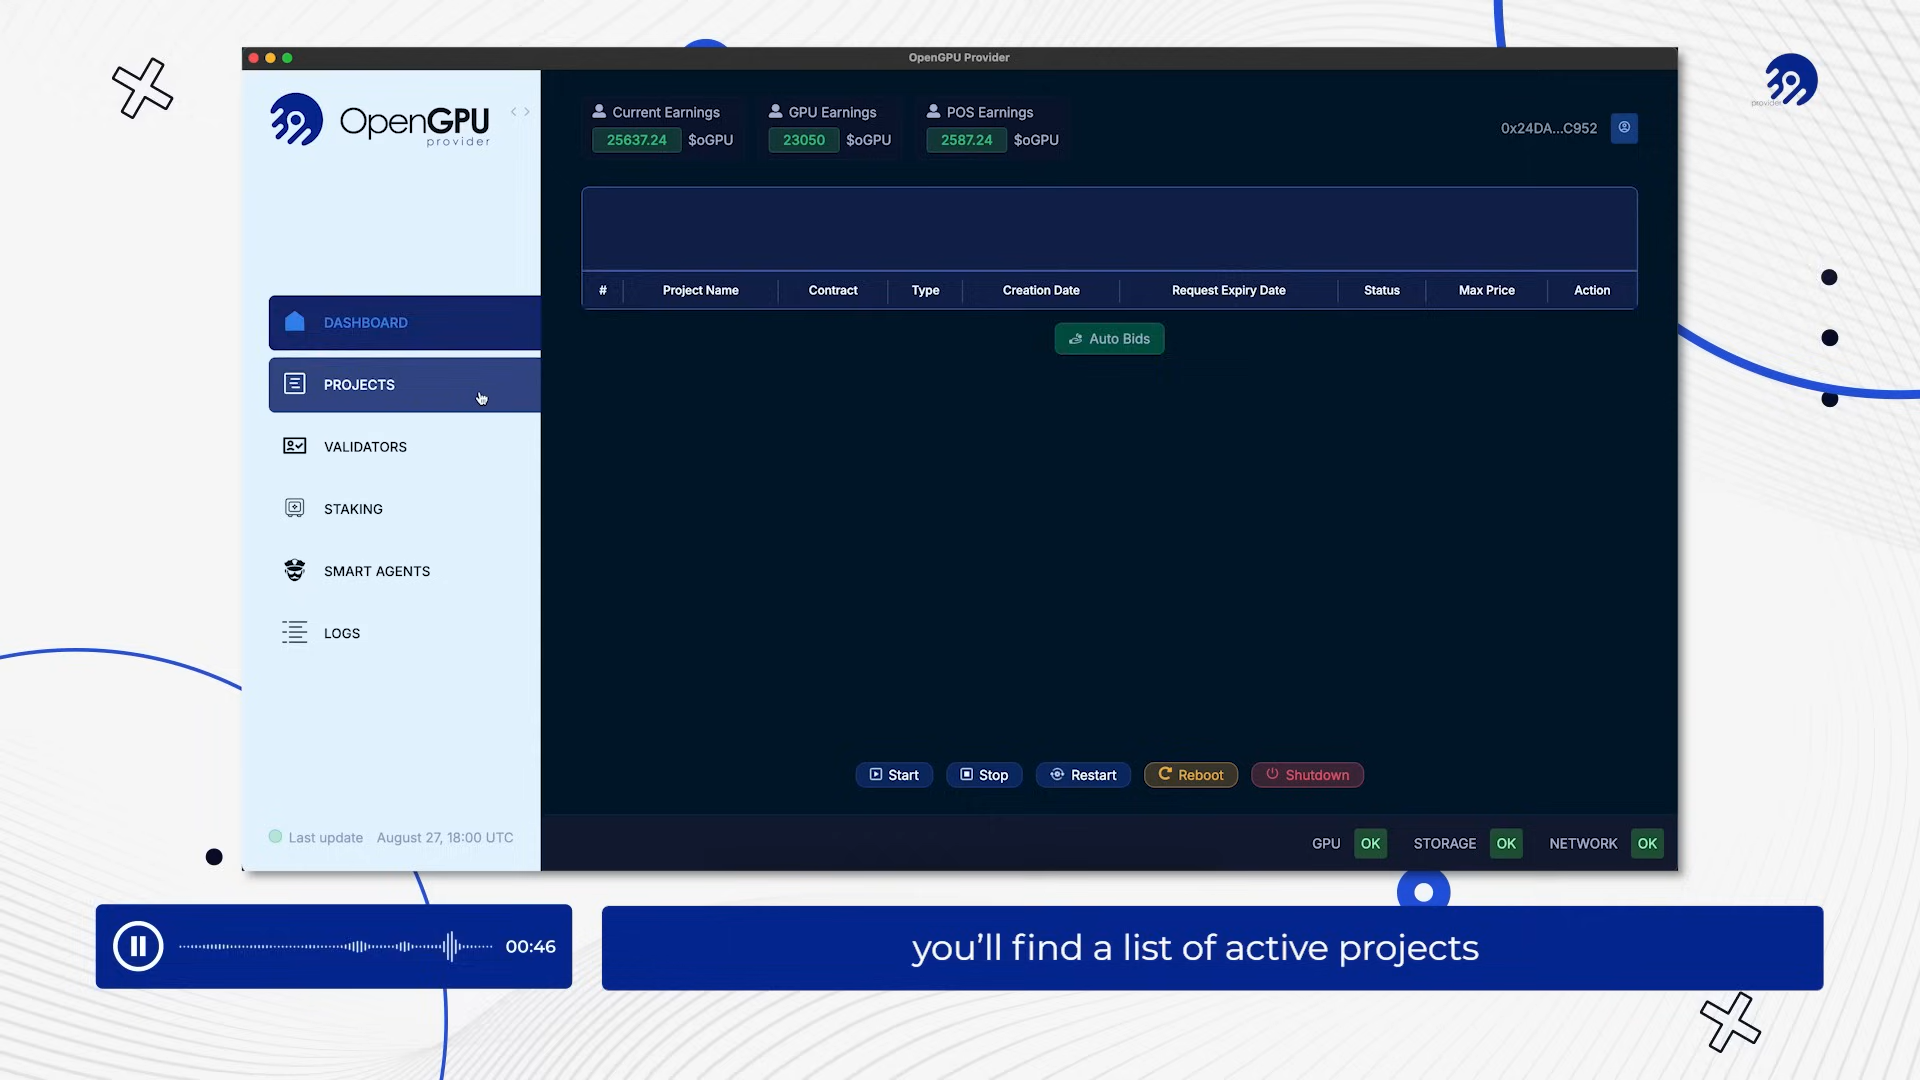 OpenGPU Provider
OpenGPU
provider
provider
Current Earnings
25637.24 $oGPU
GPU Earnings
23050 $oGPU
POS Earnings
2587.24 $oGPU
0x24DA...C952
# Project Name Contract Type Creation Date Request Expiry Date Status Max Price Action
Auto Bids
DASHBOARD
PROJECTS
VALIDATORS
STAKING
SMART AGENTS
LOGS
Start Stop Restart Reboot Shutdown
Last update August 27, 18:00 UTC
GPU OK STORAGE OK NETWORK OK
00:46
you’ll find a list of active projects